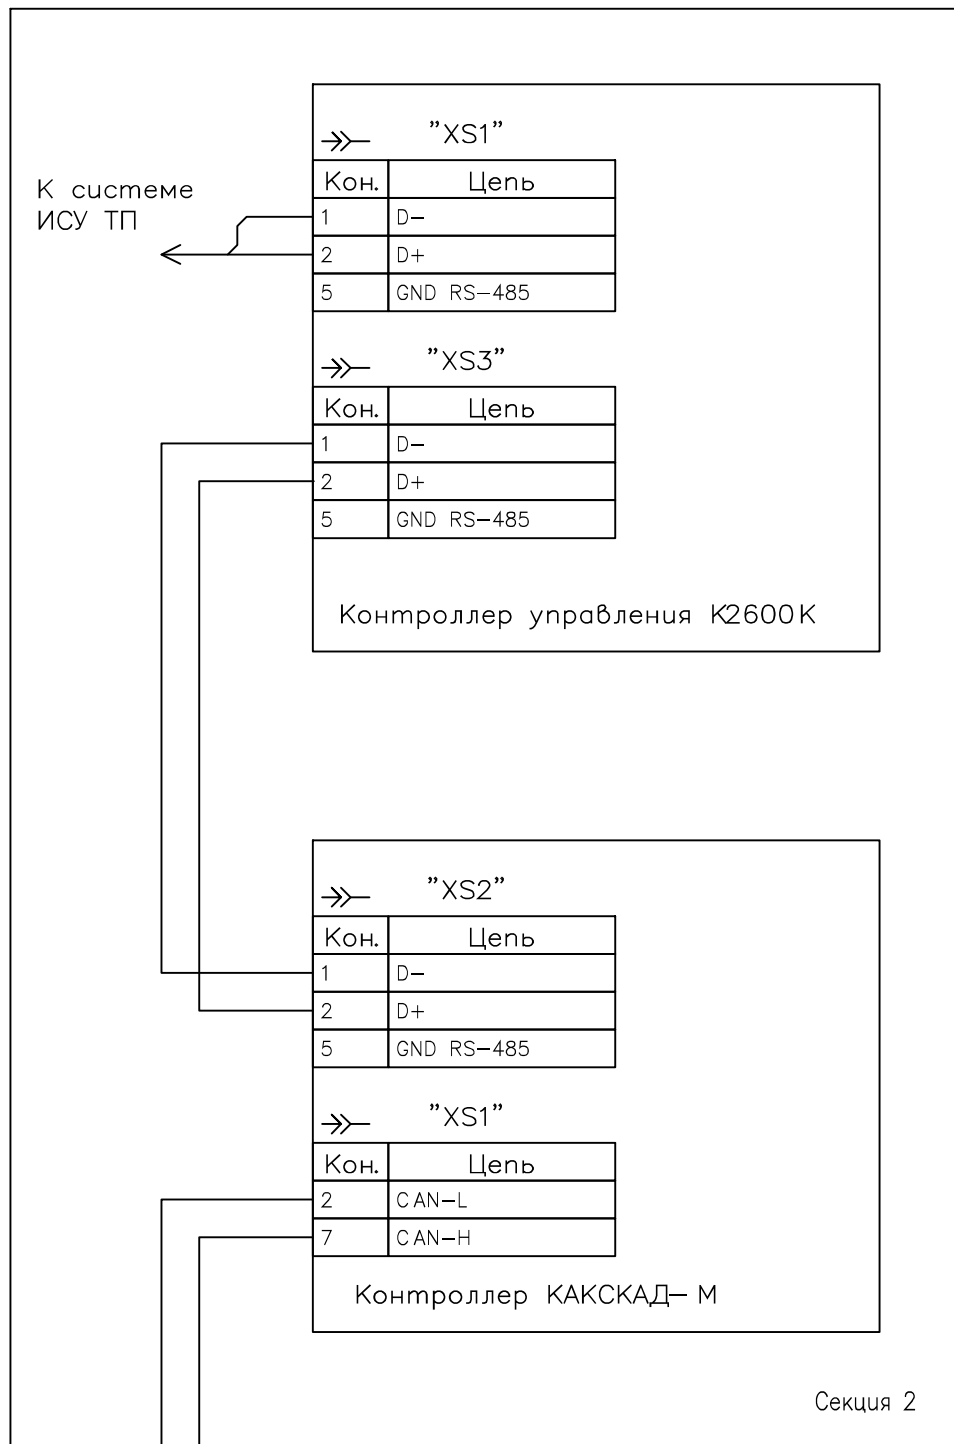 "XS1"
К системе
ИСУ ТП
Кон. Цепь
1 D-
2 D+
5 GND RS-485
"XS3"
Кон. Цепь
1 D-
2 D+
5 GND RS-485
Контроллер управления К2600К
"XS2"
Кон. Цепь
1 D-
2 D+
5 GND RS-485
"XS1"
Кон. Цепь
2 CAN-L
7 CAN-H
Контроллер КАКСКАД-М
Секция 2